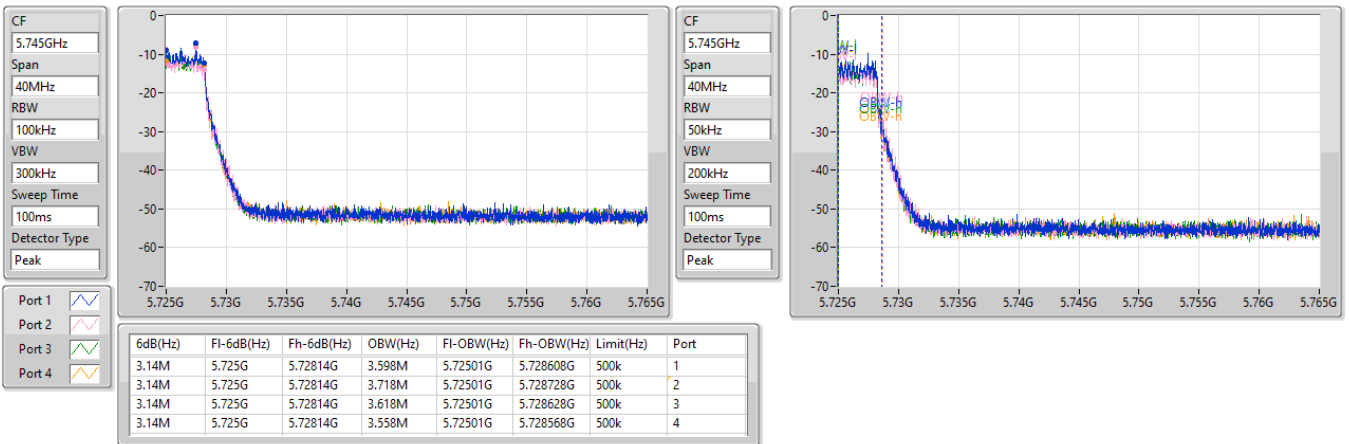 CF
5.745GHz
Span
40MHz
RBW
100kHz
VBW
300kHz
Sweep Time
100ms
Detector Type
Peak
0-
-10-
-20-
-30-
-40-
-50-
-60-
-70-
5.725G 5.73G 5.735G 5.74G 5.745G 5.75G 5.755G 5.76G 5.765G
CF
5.745GHz
Span
40MHz
RBW
50kHz
VBW
200kHz
Sweep Time
100ms
Detector Type
Peak
0-
-10-
-20-
-30-
-40-
-50-
-60-
-70-
OBW-h
5.725G 5.73G 5.735G 5.74G 5.745G 5.75G 5.755G 5.76G 5.765G
Port 1
Port 2
Port 3
Port 4
6dB(Hz) Fl-6dB(Hz) Fh-6dB(Hz) OBW(Hz) Fl-OBW(Hz) Fh-OBW(Hz) Limit(Hz) Port
3.14M 5.725G 5.72814G 3.598M 5.72501G 5.728608G 500k 1
3.14M 5.725G 5.72814G 3.718M 5.72501G 5.728728G 500k 2
3.14M 5.725G 5.72814G 3.618M 5.72501G 5.728628G 500k 3
3.14M 5.725G 5.72814G 3.558M 5.72501G 5.728568G 500k 4